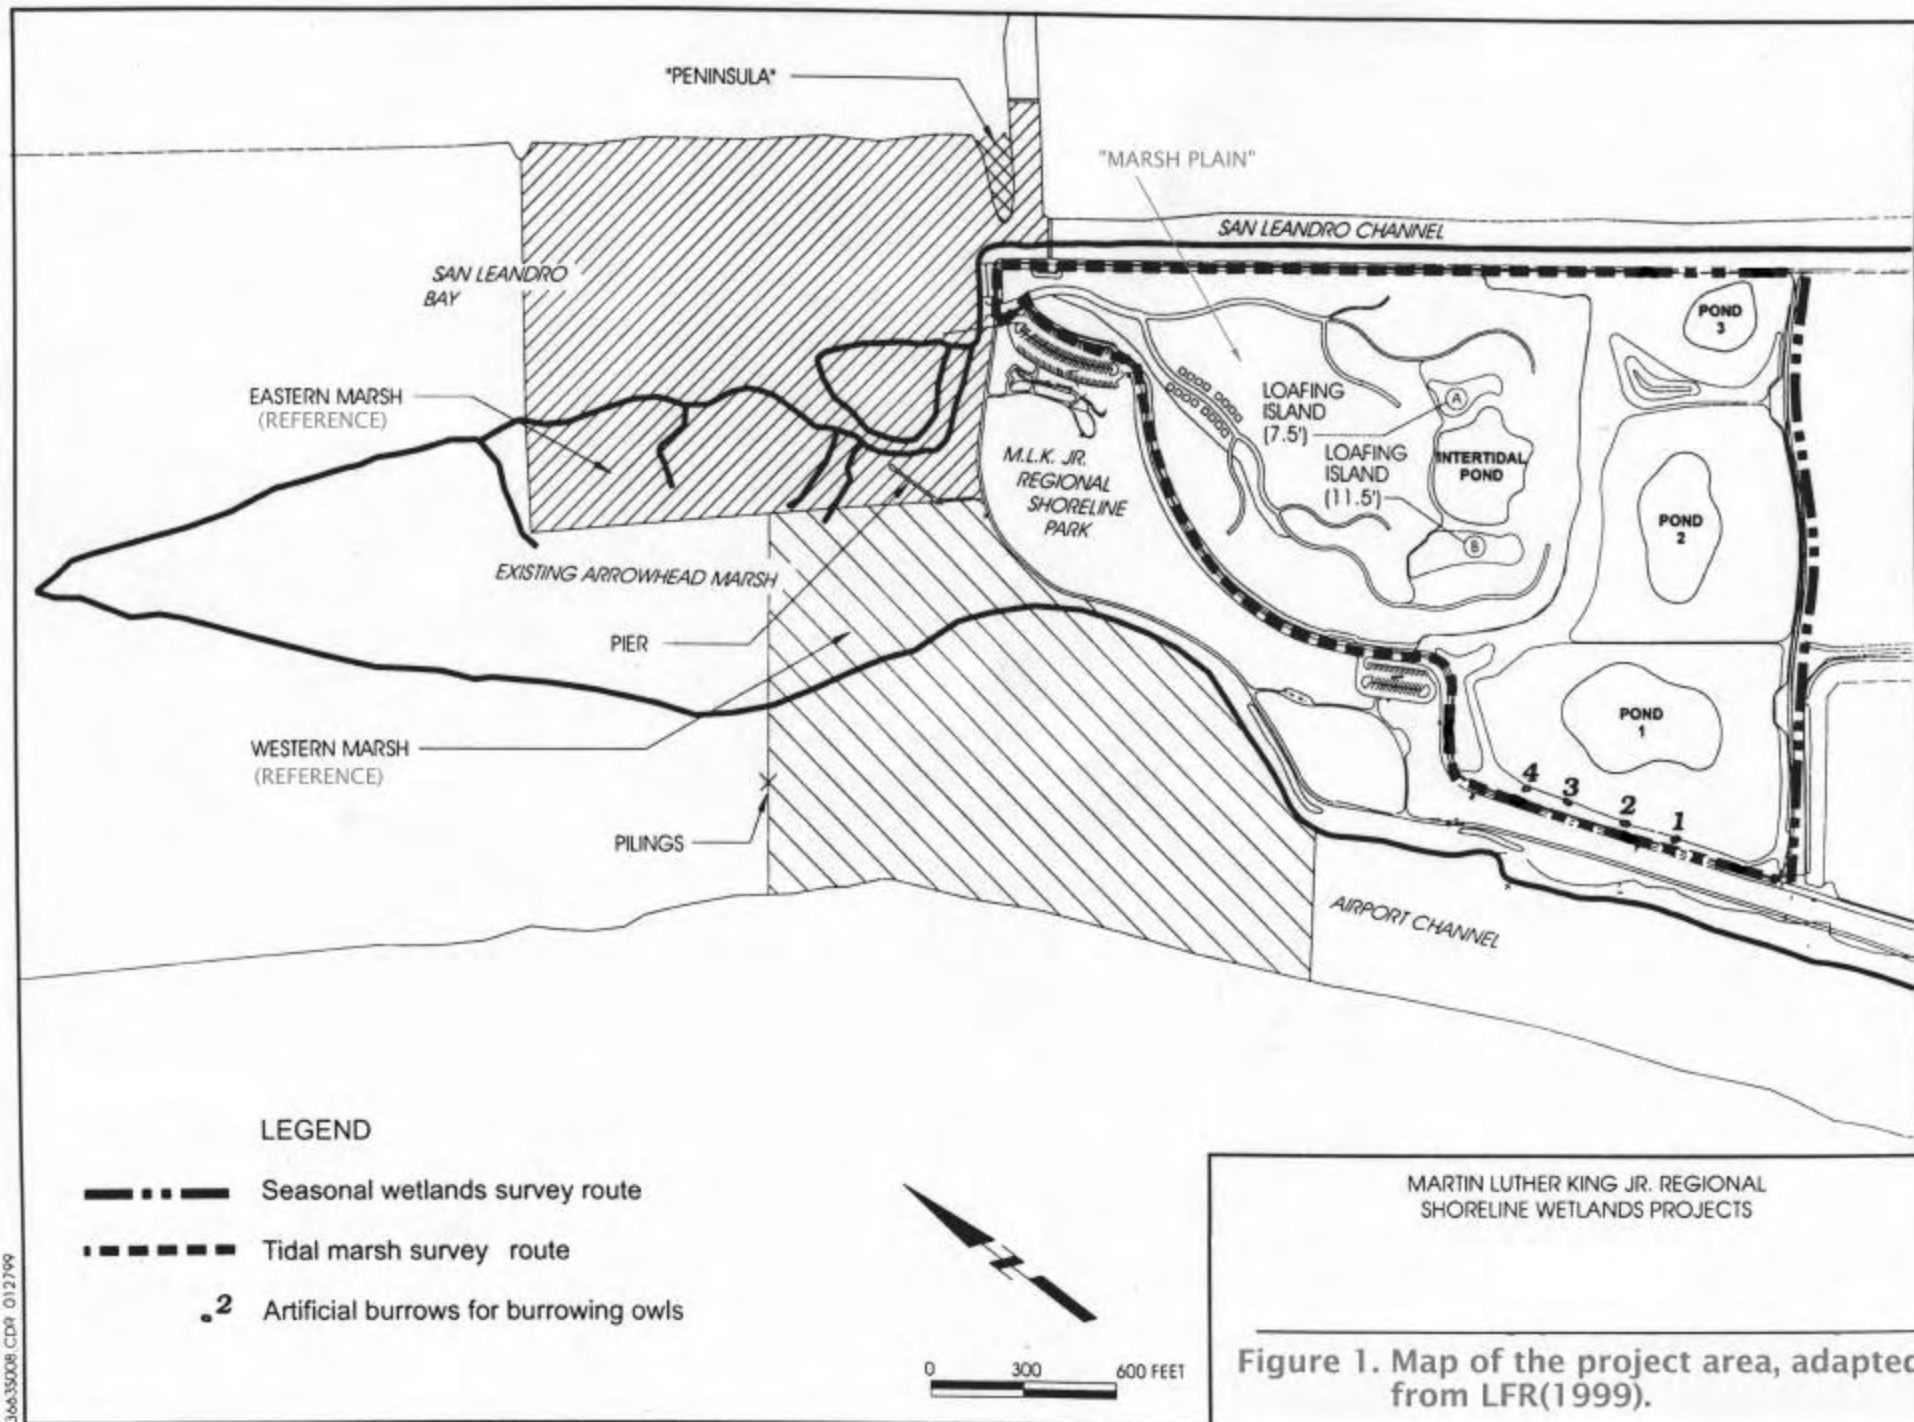 "PENINSULA"
"MARSH PLAIN"
SAN LEANDRO CHANNEL
SAN LEANDRO
BAY
POND
3
EASTERN MARSH
(REFERENCE)
LOAFING
ISLAND
(7.5')
A
LOAFING
ISLAND
(11.5')
INTERTIDAL
POND
B
M.L.K. JR.
REGIONAL
SHORELINE
PARK
POND
2
EXISTING ARROWHEAD MARSH
PIER
POND
1
WESTERN MARSH
(REFERENCE)
PILINGS
4
3
2
1
AIRPORT CHANNEL
LEGEND
Seasonal wetlands survey route
Tidal marsh survey route
2 Artificial burrows for burrowing owls
0 300 600 FEET
MARTIN LUTHER KING JR. REGIONAL
SHORELINE WETLANDS PROJECTS
Figure 1. Map of the project area, adapted
from LFR(1999).
36635008.CDR 012799